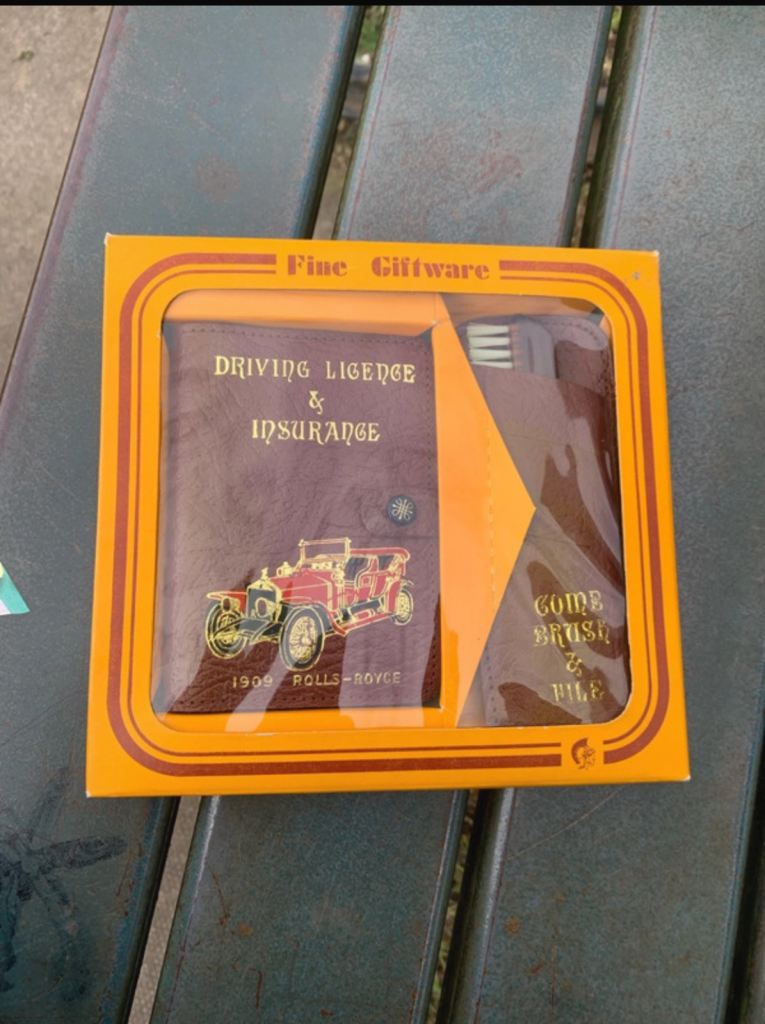 Fine Giftware
DRIVING LICENCE
&
INSURANCE
1909 ROLLS-ROYCE
COMB
BRUSH
&
FILE